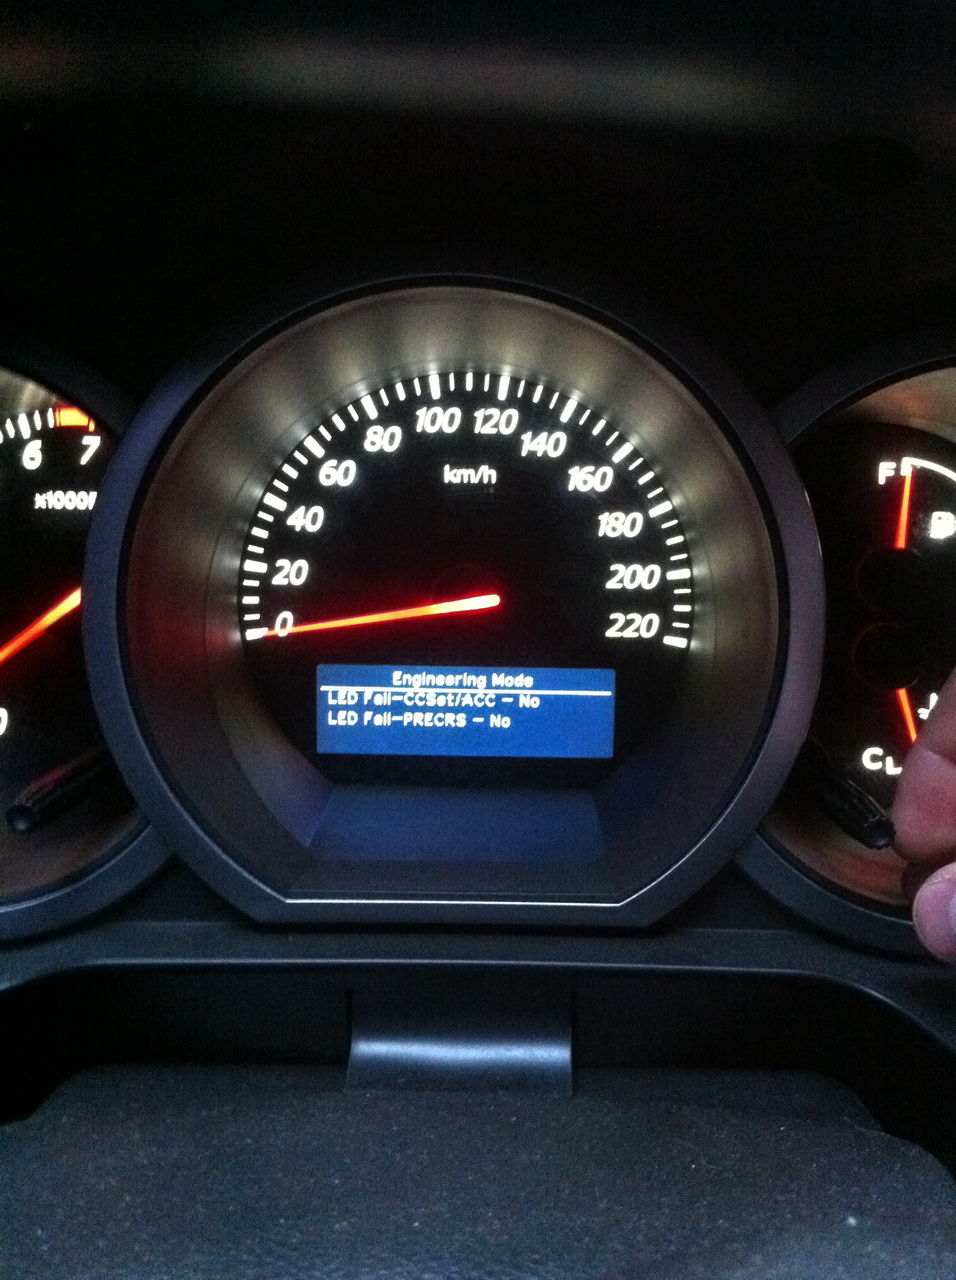 6
7
x1000
0
0
20
40
60
80
100
120
140
160
180
200
220
km/h
Engineering Mode
LED Fail-CCSet/ACC - No
LED Fail-PRECRS - No
F
C
L